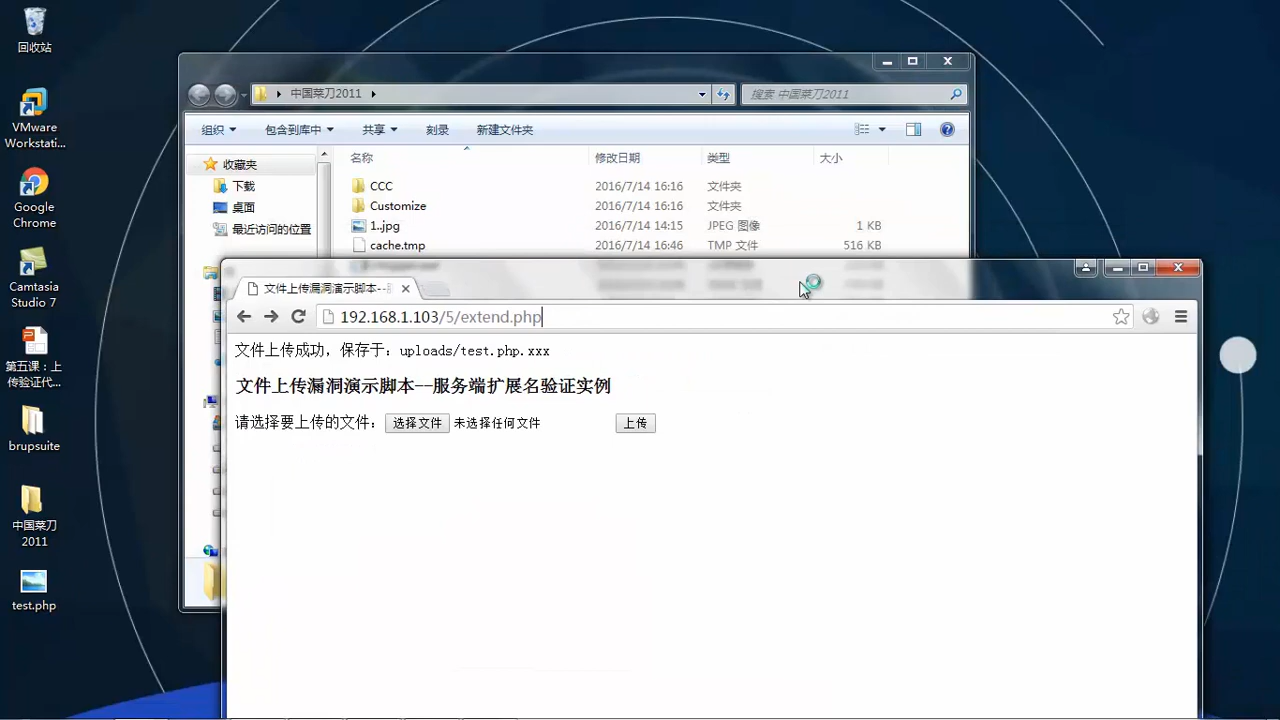 回收站
VMware
Workstati...
Google
Chrome
Camtasia
Studio 7
第五课：上
传验证代...
brupsuite
中国菜刀
2011
test.php
中国菜刀2011
搜索 中国菜刀2011
组织 包含到库中 共享 刻录 新建文件夹
收藏夹
下载
桌面
最近访问的位置
名称 修改日期 类型 大小
CCC 2016/7/14 16:16 文件夹
Customize 2016/7/14 16:16 文件夹
1..jpg 2016/7/14 14:15 JPEG 图像 1 KB
cache.tmp 2016/7/14 16:46 TMP 文件 516 KB
文件上传漏洞演示脚本--
192.168.1.103/5/extend.php
文件上传成功，保存于：uploads/test.php.xxx
文件上传漏洞演示脚本--服务端扩展名验证实例
请选择要上传的文件： 选择文件 未选择任何文件 上传